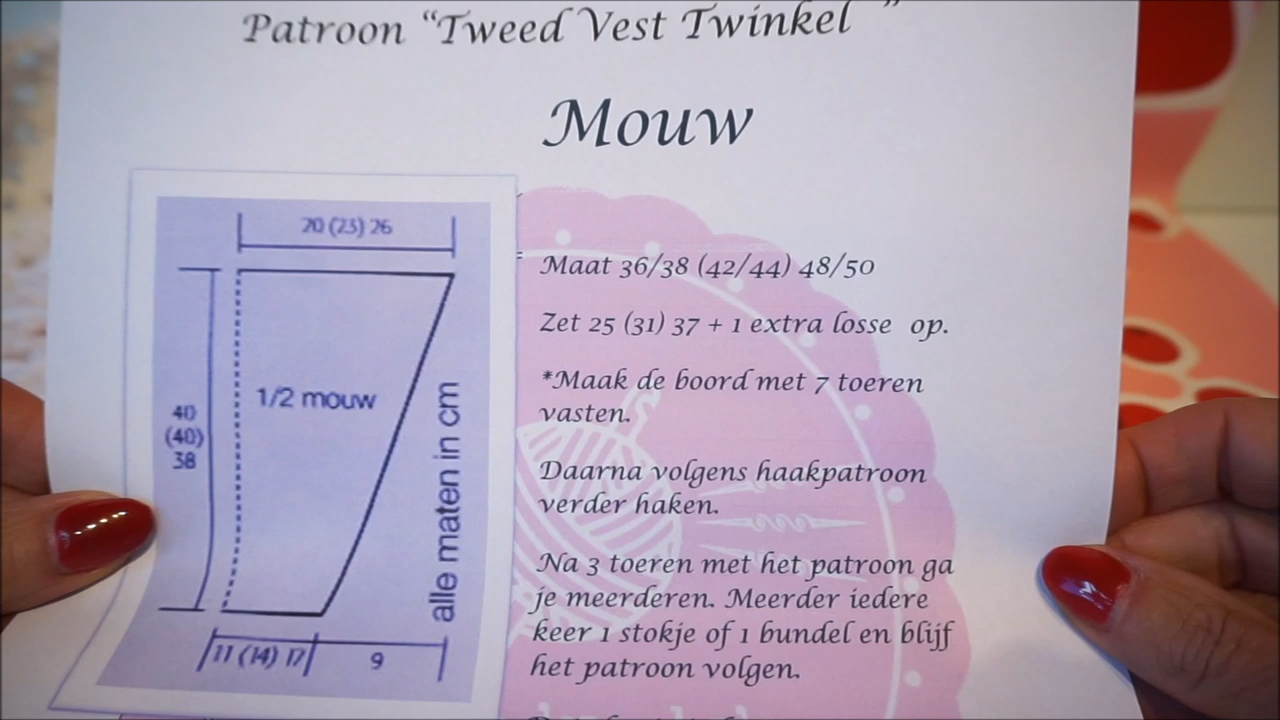 Patroon “Tweed Vest Twinkel ”
Mouw
20 (23) 26
40
(40)
38
1/2 mouw
alle maten in cm
11 (14) 17
9
Maat 36/38 (42/44) 48/50
Zet 25 (31) 37 + 1 extra losse op.
*Maak de boord met 7 toeren
vasten.
Daarna volgens haakpatroon
verder haken.
Na 3 toeren met het patroon ga
je meerderen. Meerder iedere
keer 1 stokje of 1 bundel en blijf
het patroon volgen.